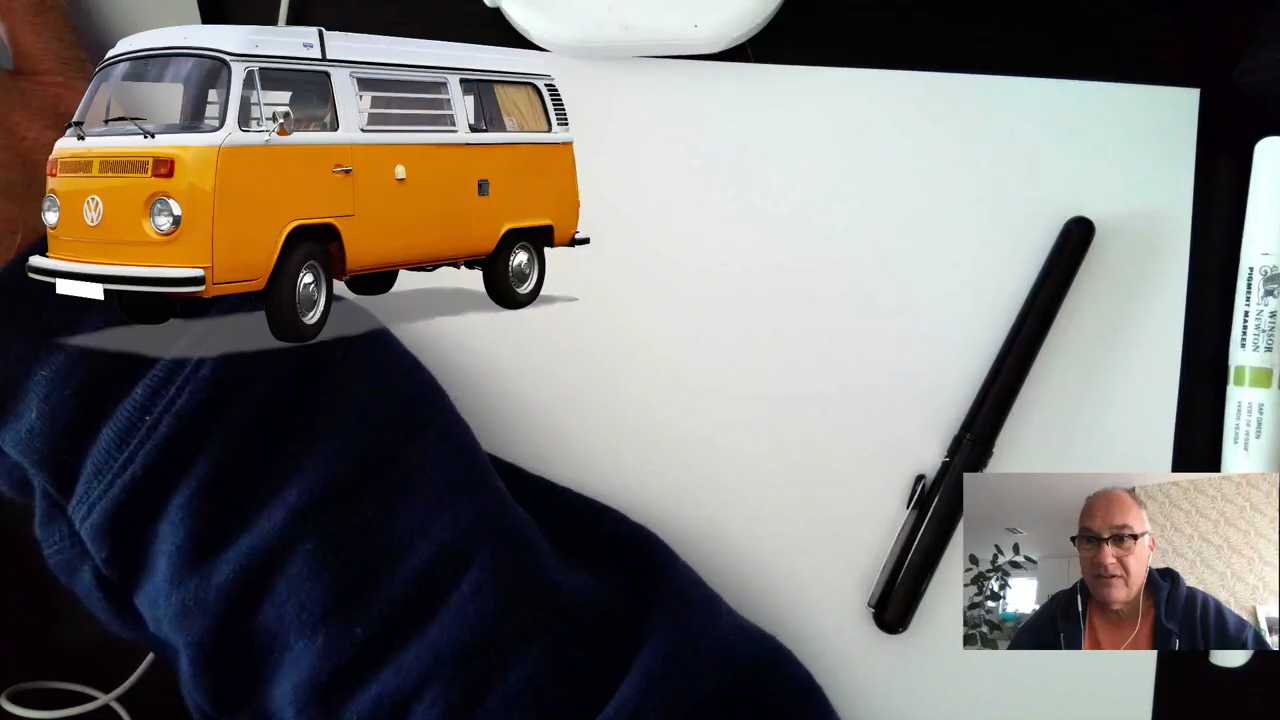 WINSOR
& NEWTON
PIGMENT MARKER
SAP GREEN
VERT DE VESSIE
VERDE VEJIGA